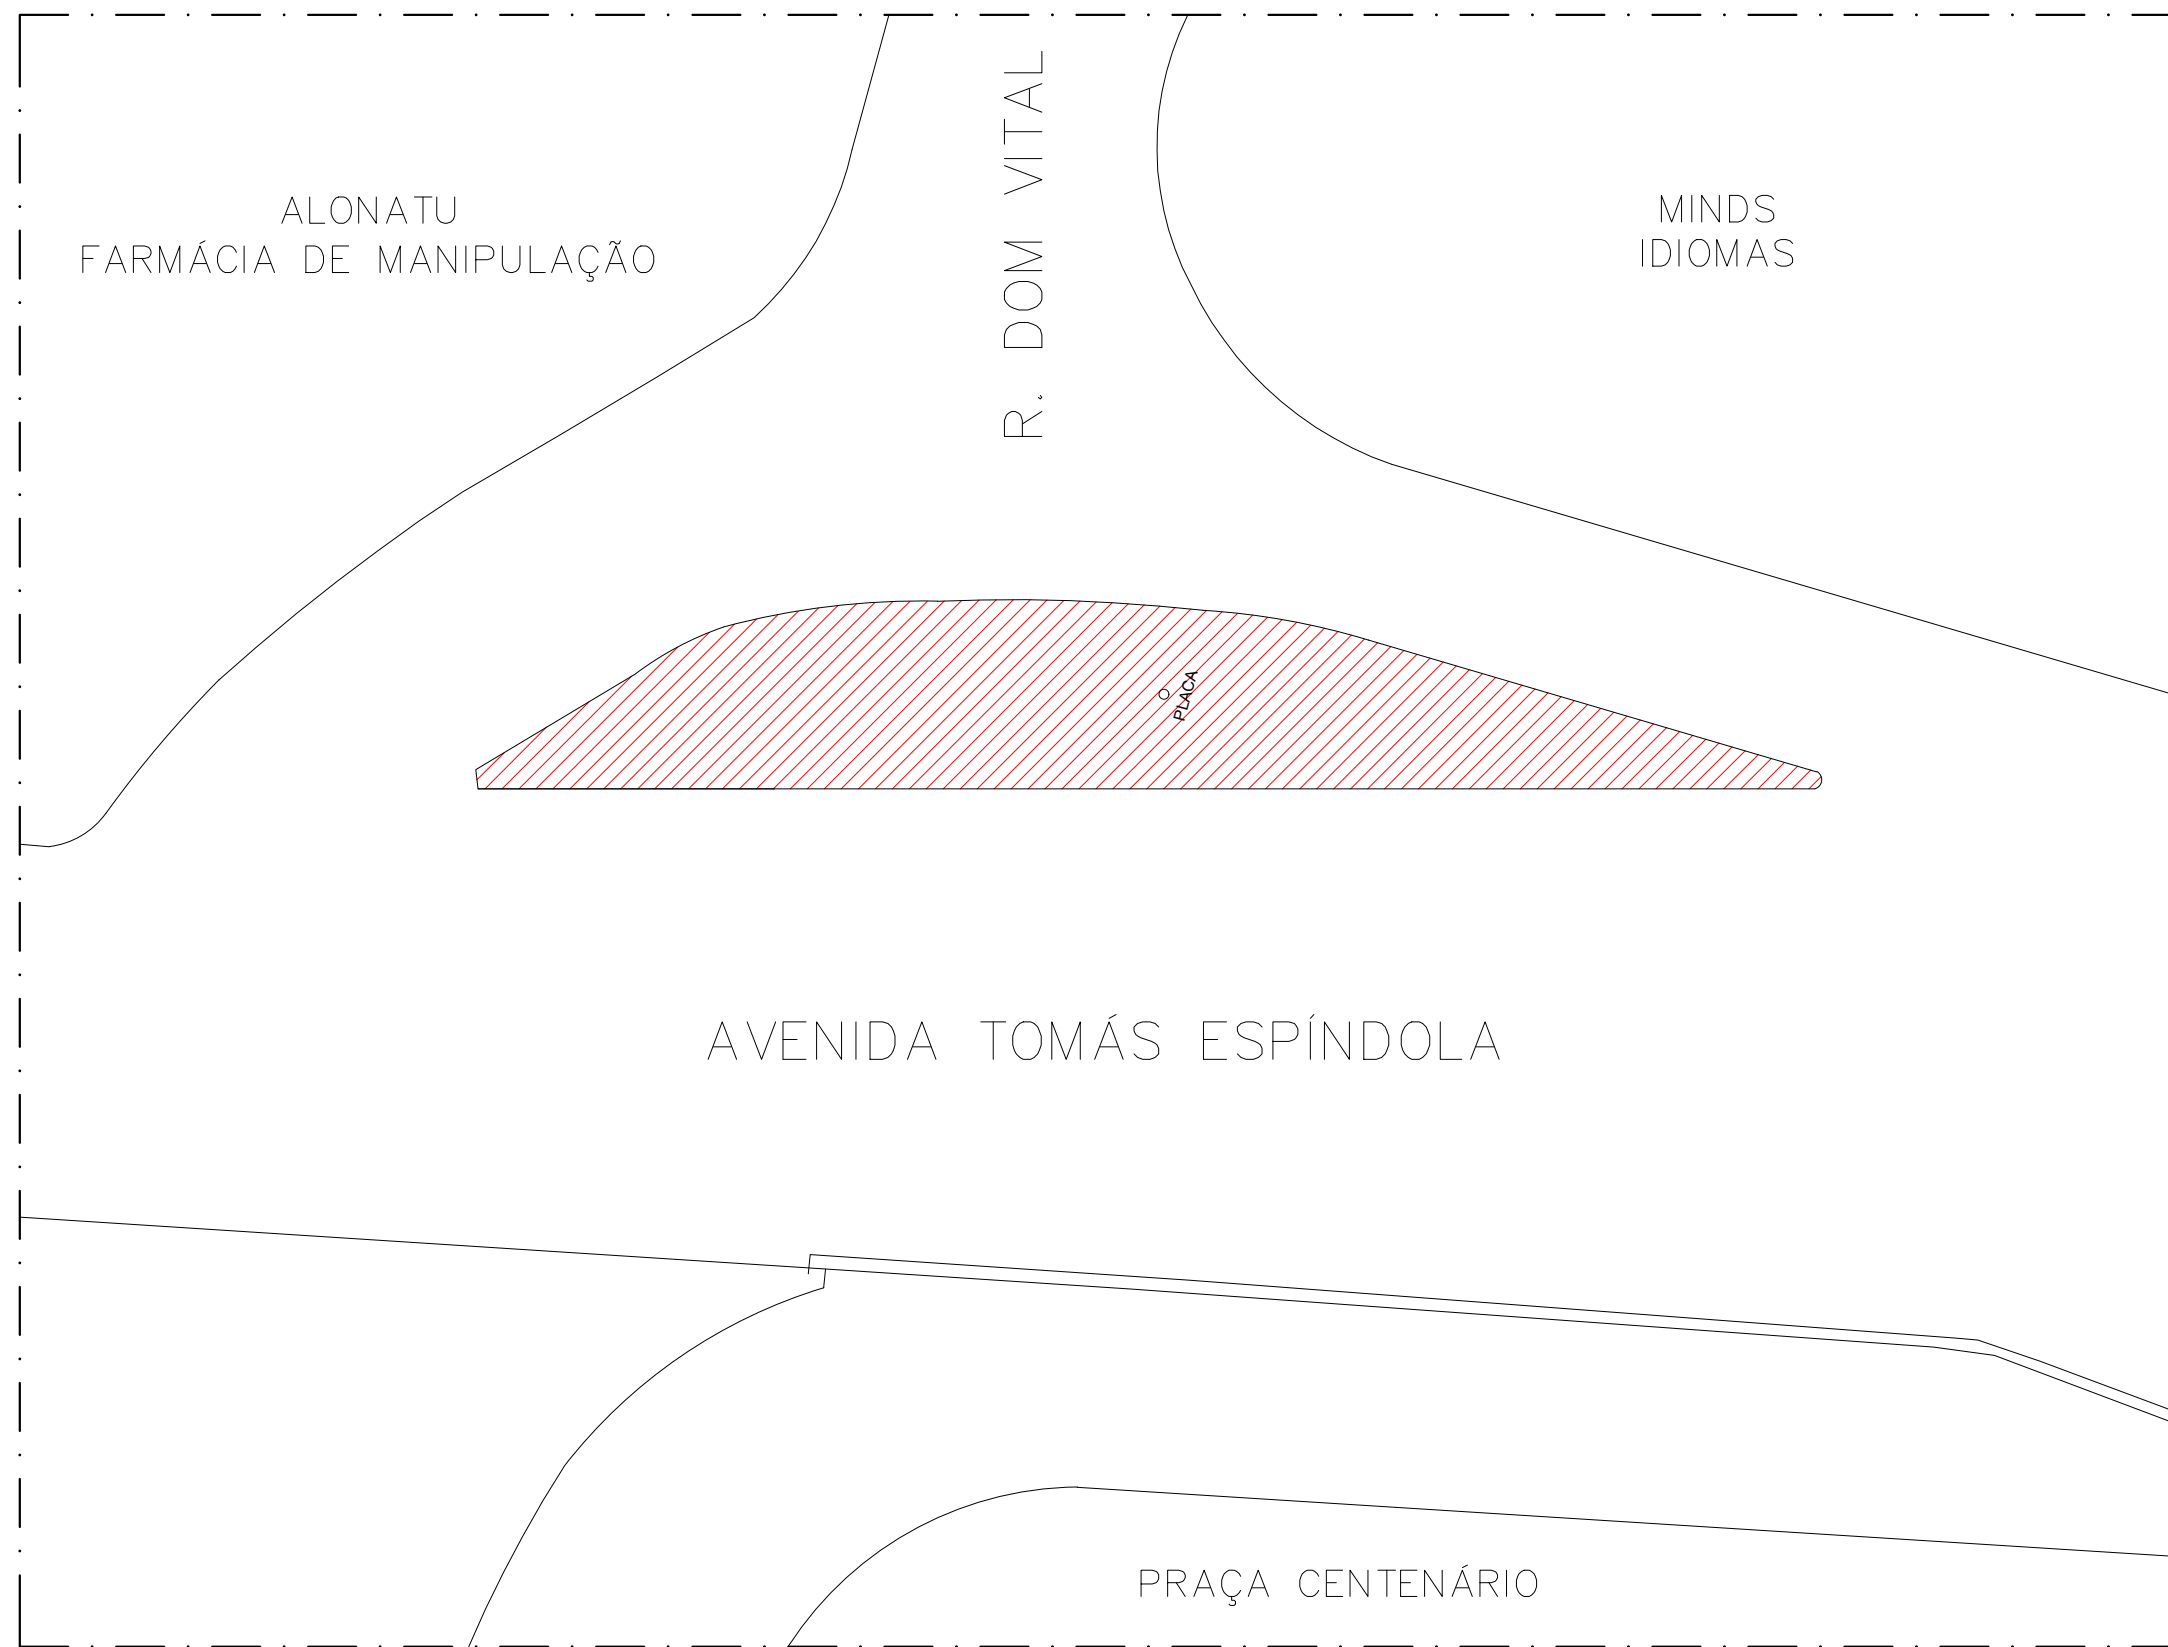 R. DOM VITAL
ALONATU
FARMÁCIA DE MANIPULAÇÃO
MINDS
IDIOMAS
PLACA
AVENIDA TOMÁS ESPÍNDOLA
PRAÇA CENTENÁRIO